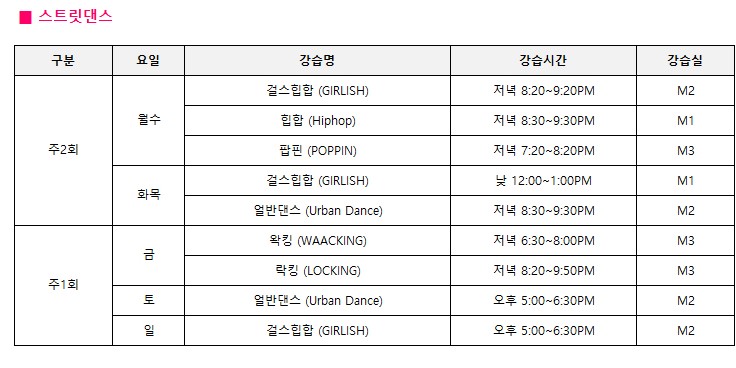 ■ 스트릿댄스
구분 요일 강습명 강습시간 강습실
주2회 월수 걸스힙합 (GIRLISH) 저녁 8:20~9:20PM M2
힙합 (Hiphop) 저녁 8:30~9:30PM M1
팝핀 (POPPIN) 저녁 7:20~8:20PM M3
화목 걸스힙합 (GIRLISH) 낮 12:00~1:00PM M1
얼반댄스 (Urban Dance) 저녁 8:30~9:30PM M2
주1회 금 왁킹 (WAACKING) 저녁 6:30~8:00PM M3
락킹 (LOCKING) 저녁 8:20~9:50PM M3
토 얼반댄스 (Urban Dance) 오후 5:00~6:30PM M2
일 걸스힙합 (GIRLISH) 오후 5:00~6:30PM M2